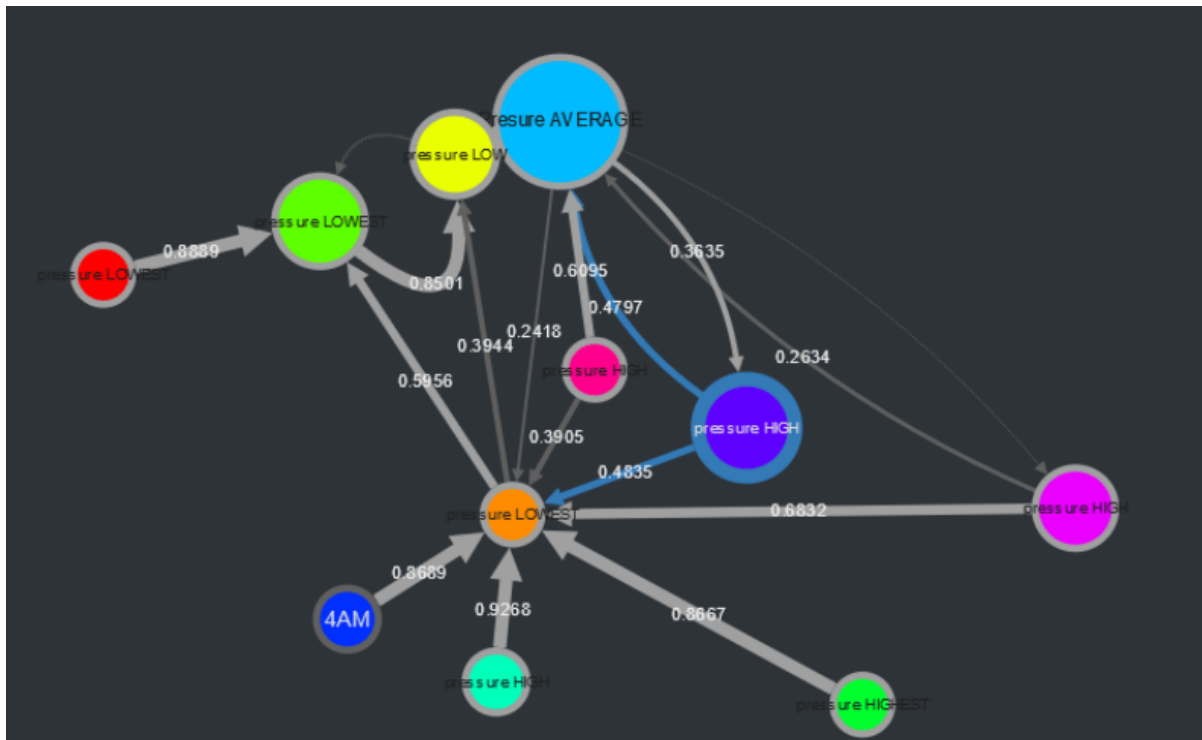 Presure AVERAGE
pressure LOW
pressure LOWEST
0.8889
pressure LOWEST
0.8501
0.3635
0.6095
0.4797
0.2418
0.3944
0.2634
pressure HIGH
0.5956
0.3905
pressure HIGH
0.4835
pressure LOWEST
0.6832
pressure HIGH
0.8689
0.9268
0.8667
4AM
pressure HIGH
pressure HIGHEST